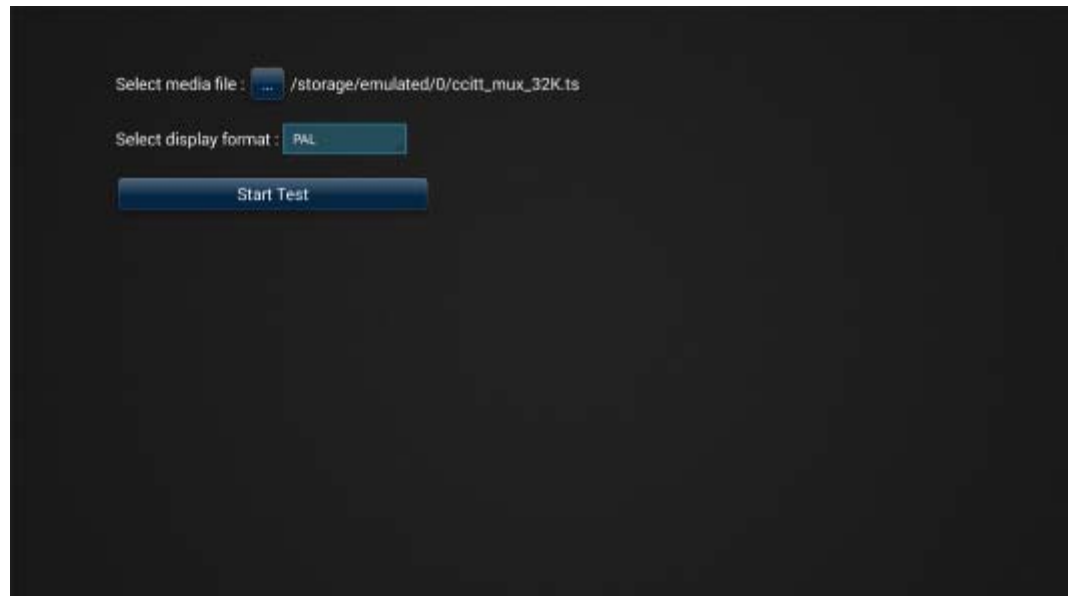 Select media file : ... /storage/emulated/0/ccitt_mux_32K.ts
Select display format : PAL
Start Test